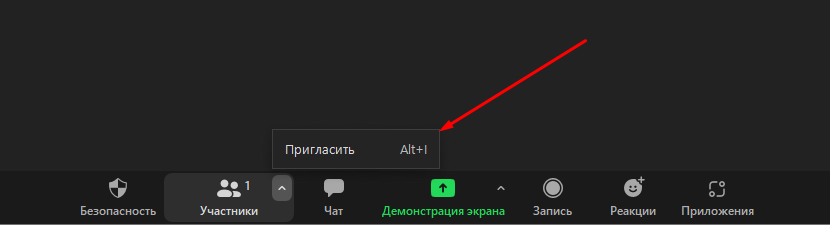 Пригласить Alt+I
1
Безопасность Участники Чат Демонстрация экрана Запись Реакции Приложения